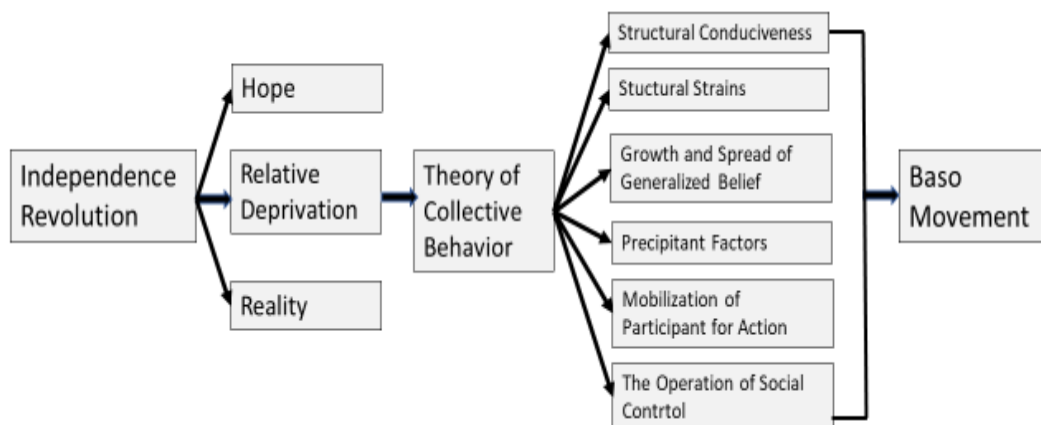 Independence
Revolution
Hope
Relative
Deprivation
Reality
Theory of
Collective
Behavior
Structural Conduciveness
Stuctural Strains
Growth and Spread of
Generalized Belief
Precipitant Factors
Mobilization of
Participant for Action
The Operation of Social
Contrtol
Baso
Movement